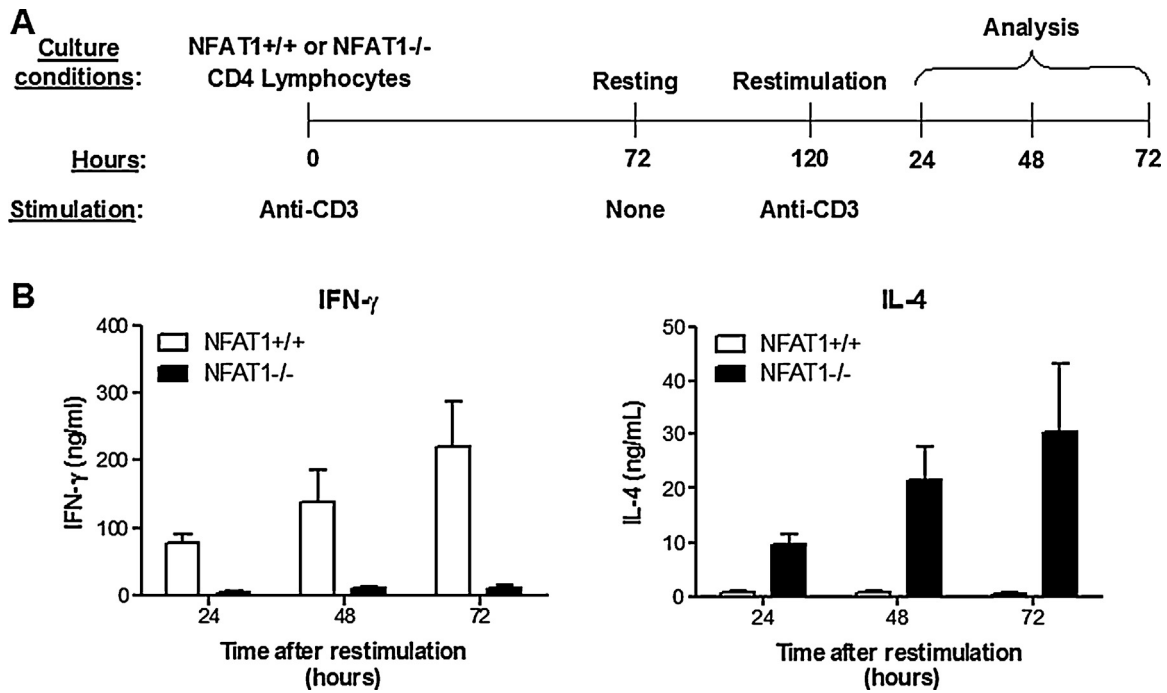 A
Culture conditions:
NFAT1+/+ or NFAT1-/-
CD4 Lymphocytes
Resting
Restimulation
Analysis
Hours:
0
72
120
24
48
72
Stimulation:
Anti-CD3
None
Anti-CD3
B
IFN-γ
NFAT1+/+
NFAT1-/-
IFN-γ (ng/ml)
400
300
200
100
0
24
48
72
Time after restimulation
(hours)
IL-4
NFAT1+/+
NFAT1-/-
IL-4 (ng/mL)
50
40
30
20
10
0
24
48
72
Time after restimulation
(hours)